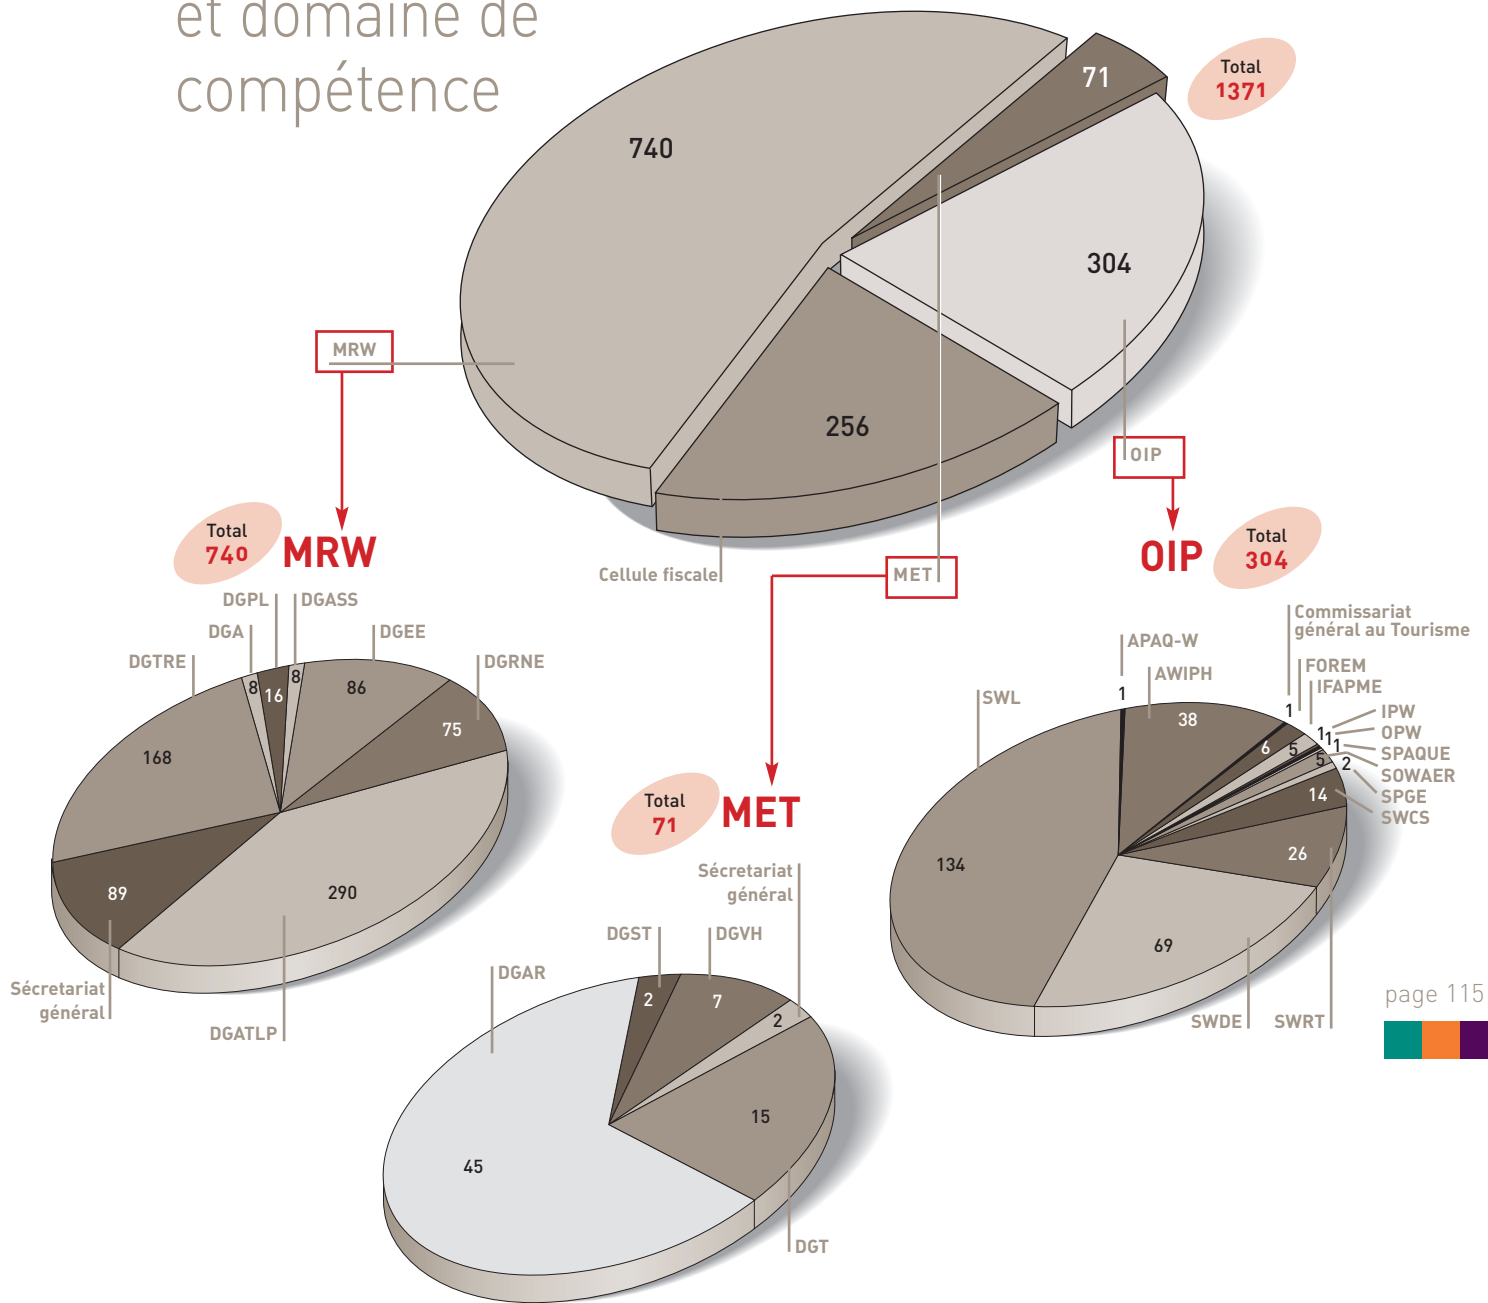 et domaine de
compétence
Total
1371
71
740
304
256
MRW
OIP
Cellule fiscale
MET
Total
740
MRW
DGPL
DGASS
DGA
DGEE
DGTRE
DGRNE
8
16
8
86
75
168
89
290
Sécretariat
général
DGATLP
Total
71
MET
Sécretariat
général
DGST
DGVH
DGAR
2
7
2
15
45
DGT
OIP
Total
304
Commissariat
général au Tourisme
APAQ-W
AWIPH
FOREM
IFAPME
SWL
IPW
OPW
SPAQUE
SOWAER
SPGE
SWCS
1
38
1
6
5
1
1
1
5
2
14
26
134
69
SWDE
SWRT
page 115